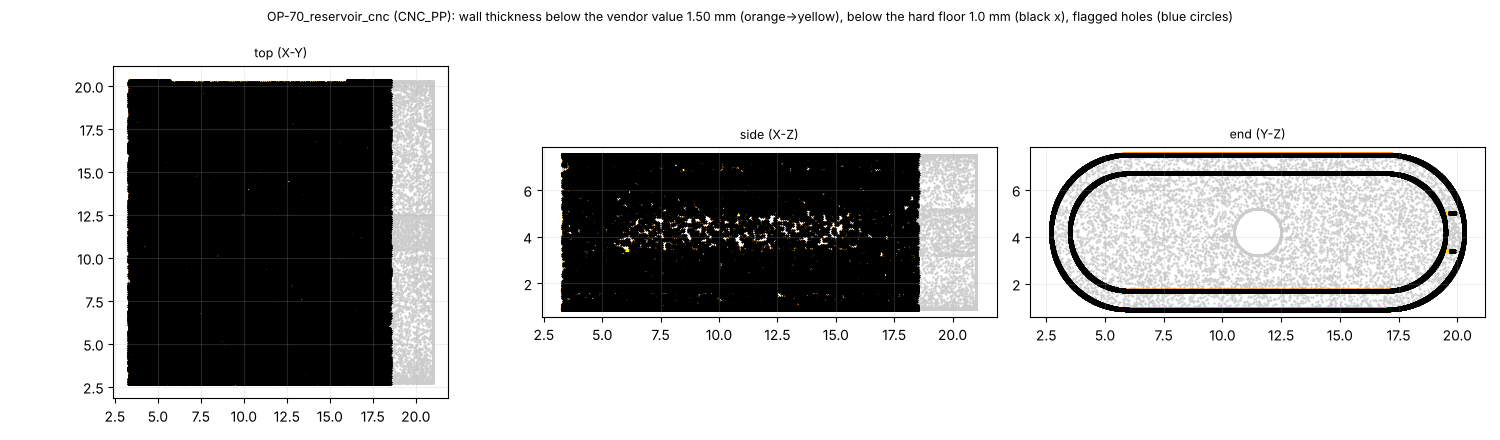 OP-70_reservoir_cnc (CNC_PP): wall thickness below the vendor value 1.50 mm (orange→yellow), below the hard floor 1.0 mm (black x), flagged holes (blue circles)
top (X-Y)
20.0
17.5
15.0
12.5
10.0
7.5
5.0
2.5
2.5 5.0 7.5 10.0 12.5 15.0 17.5 20.0
side (X-Z)
6
4
2
2.5 5.0 7.5 10.0 12.5 15.0 17.5 20.0
end (Y-Z)
6
4
2
2.5 5.0 7.5 10.0 12.5 15.0 17.5 20.0